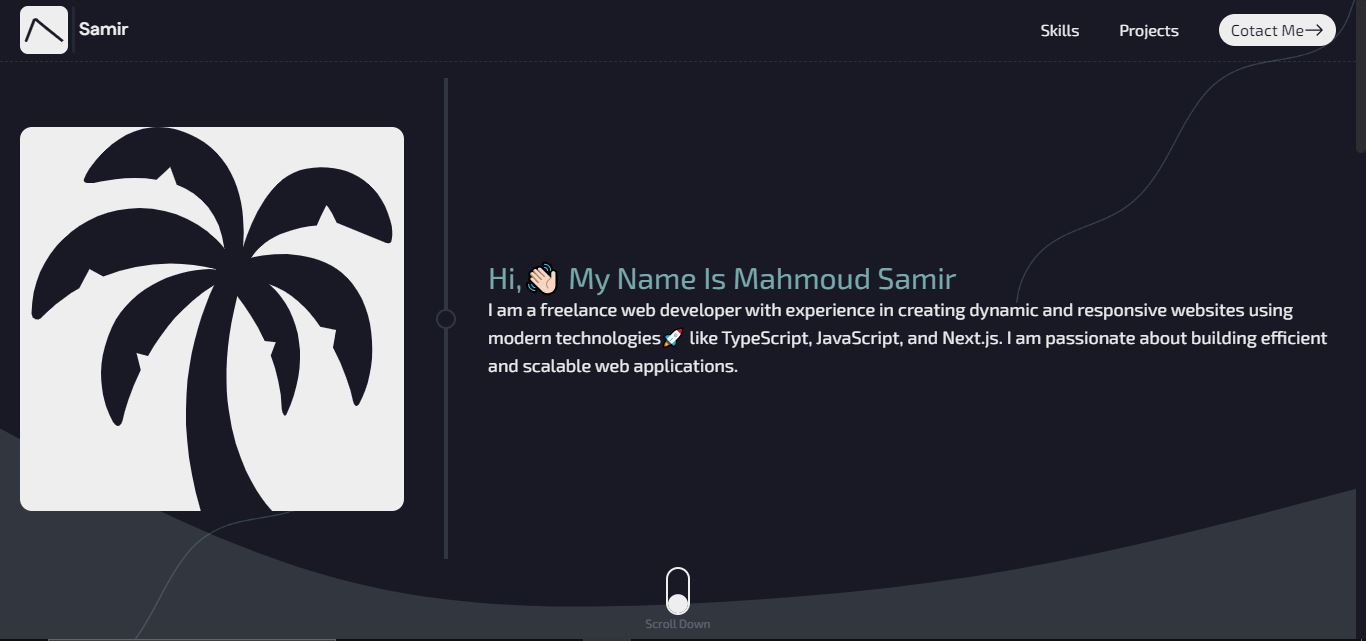 Samir
Skills
Projects
Cotact Me→
Hi,👋🏻 My Name Is Mahmoud Samir
I am a freelance web developer with experience in creating dynamic and responsive websites using
modern technologies🚀 like TypeScript, JavaScript, and Next.js. I am passionate about building efficient
and scalable web applications.
Scroll Down